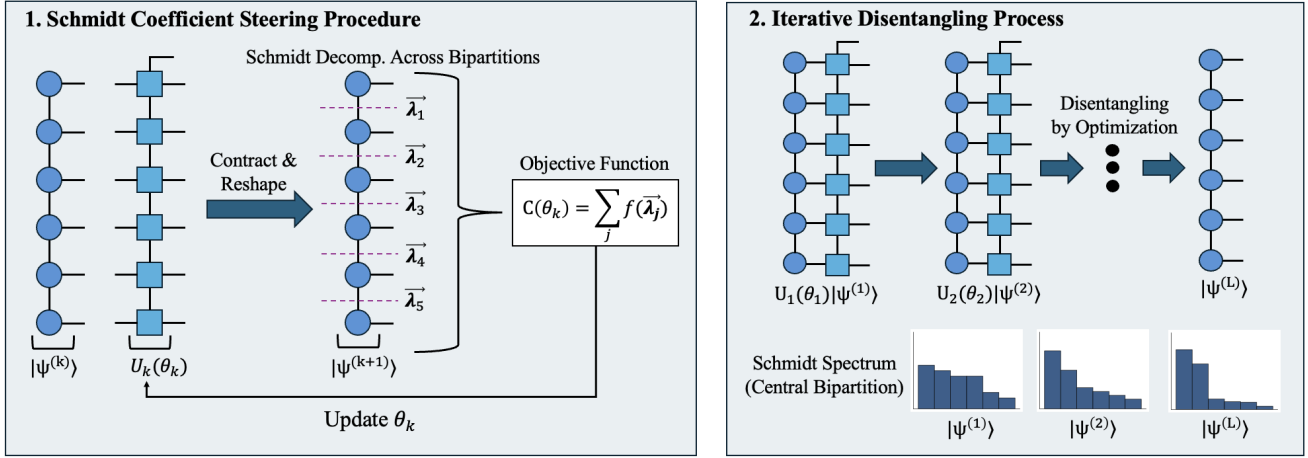 1. Schmidt Coefficient Steering Procedure
Schmidt Decomp. Across Bipartitions
Contract &
Reshape
λ⃗₁
λ⃗₂
λ⃗₃
λ⃗₄
λ⃗₅
Objective Function
C(θₖ) = ∑ⱼ f(λ⃗ⱼ)
|ψ⁽ᵏ⁾⟩
Uₖ(θₖ)
|ψ⁽ᵏ⁺¹⁾⟩
Update θₖ
2. Iterative Disentangling Process
Disentangling
by Optimization
U₁(θ₁)|ψ⁽¹⁾⟩
U₂(θ₂)|ψ⁽²⁾⟩
|ψ⁽ᴸ⁾⟩
Schmidt Spectrum
(Central Bipartition)
|ψ⁽¹⁾⟩
|ψ⁽²⁾⟩
|ψ⁽ᴸ⁾⟩